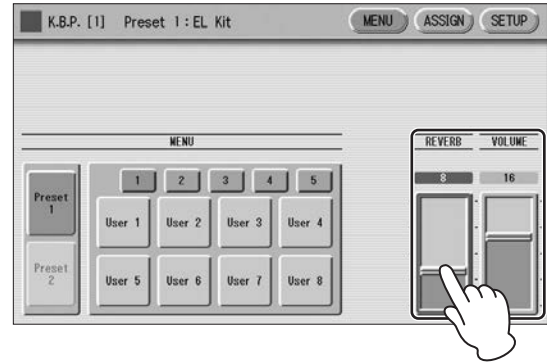 K.B.P. [1] Preset 1 : EL Kit MENU ASSIGN SETUP
MENU
REVERB VOLUME
8 16
1 2 3 4 5
Preset 1
Preset 2
User 1 User 2 User 3 User 4
User 5 User 6 User 7 User 8